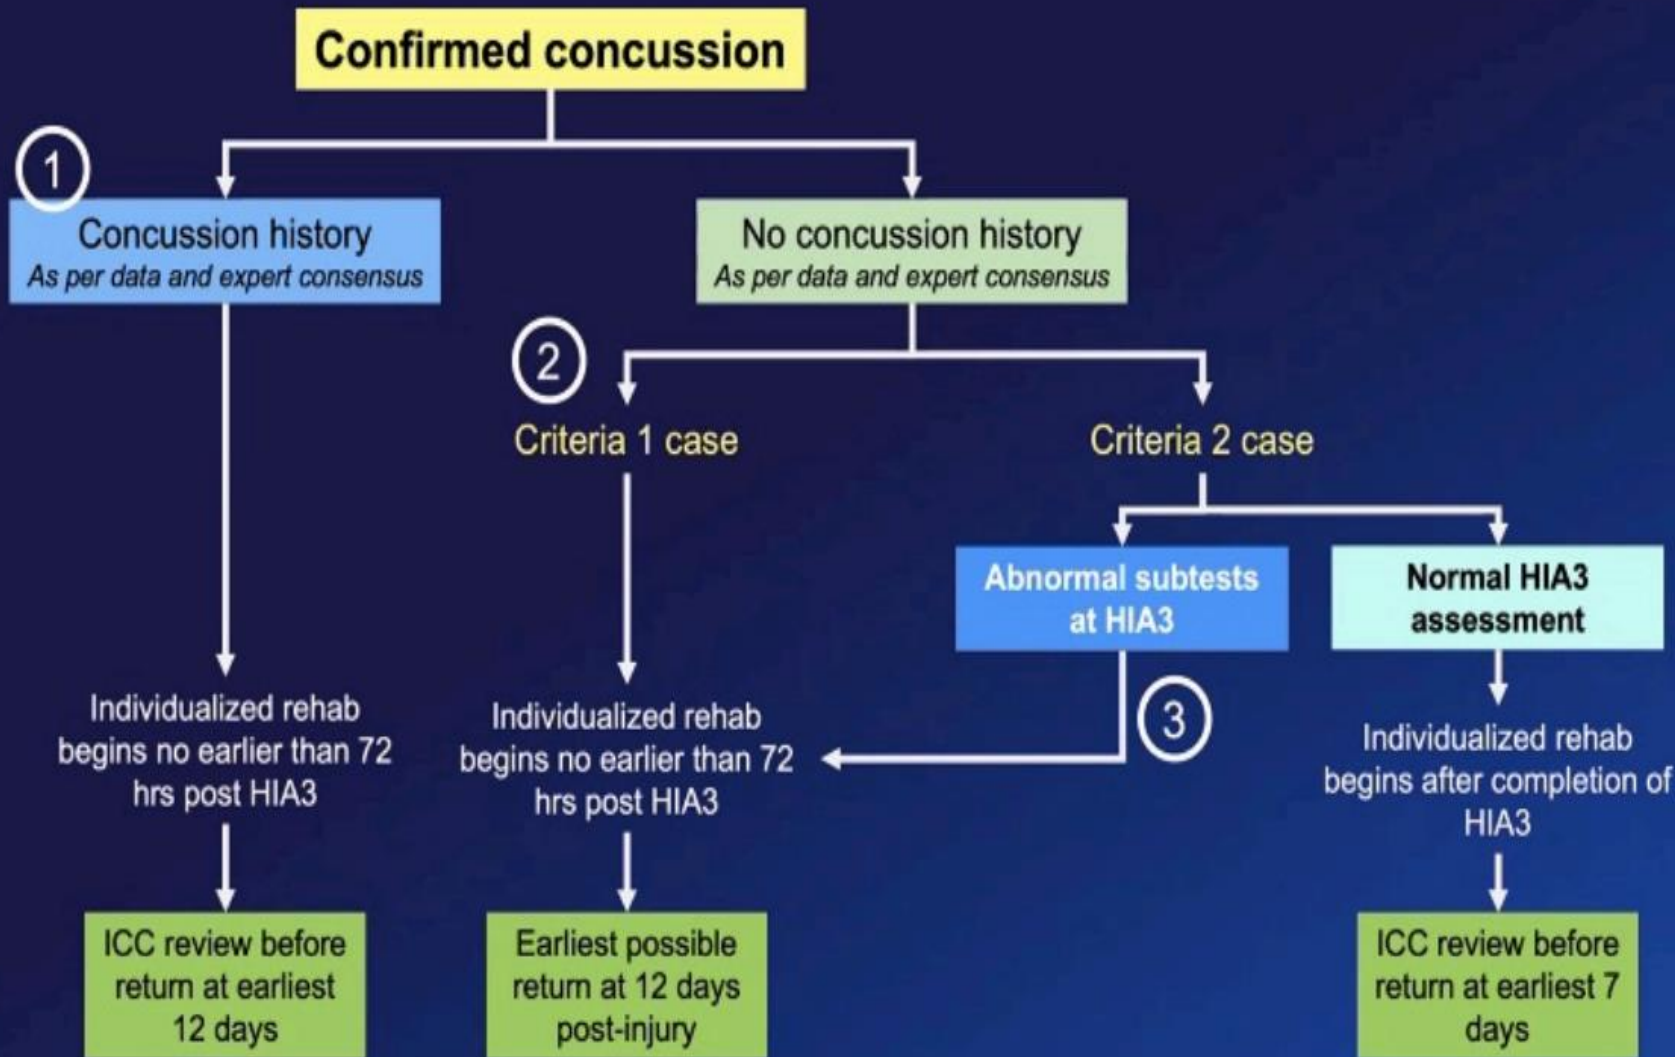 Confirmed concussion
1
Concussion history
As per data and expert consensus
No concussion history
As per data and expert consensus
2
Criteria 1 case
Criteria 2 case
Abnormal subtests
at HIA3
Normal HIA3
assessment
3
Individualized rehab
begins no earlier than 72
hrs post HIA3
Individualized rehab
begins no earlier than 72
hrs post HIA3
Individualized rehab
begins after completion of
HIA3
ICC review before
return at earliest
12 days
Earliest possible
return at 12 days
post-injury
ICC review before
return at earliest 7
days